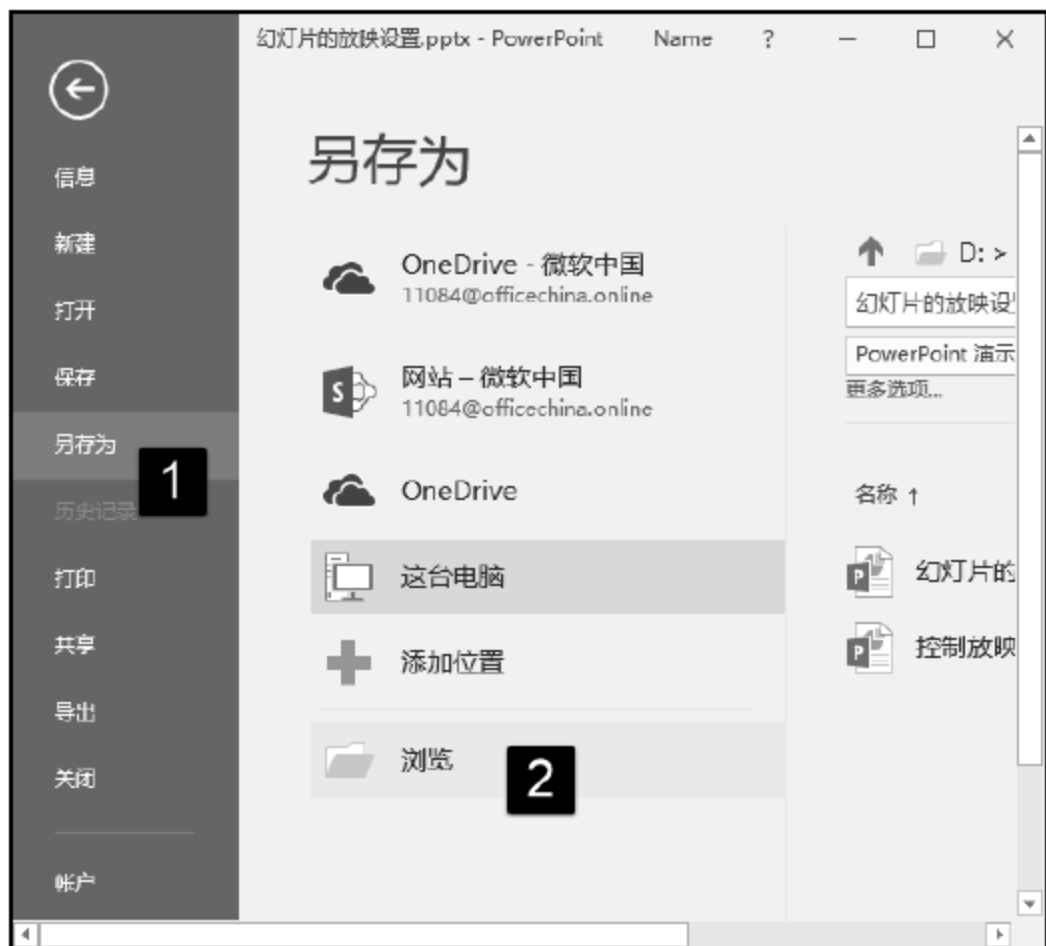 幻灯片的放映设置.pptx - PowerPoint Name ?
信息
新建
打开
保存
另存为
1
历史记录
打印
共享
导出
关闭
帐户
另存为
OneDrive - 微软中国
11084@officechina.online
网站 – 微软中国
11084@officechina.online
OneDrive
这台电脑
添加位置
浏览
2
D: >
幻灯片的放映设
PowerPoint 演示
更多选项...
名称 ↑
P 幻灯片的
P 控制放映